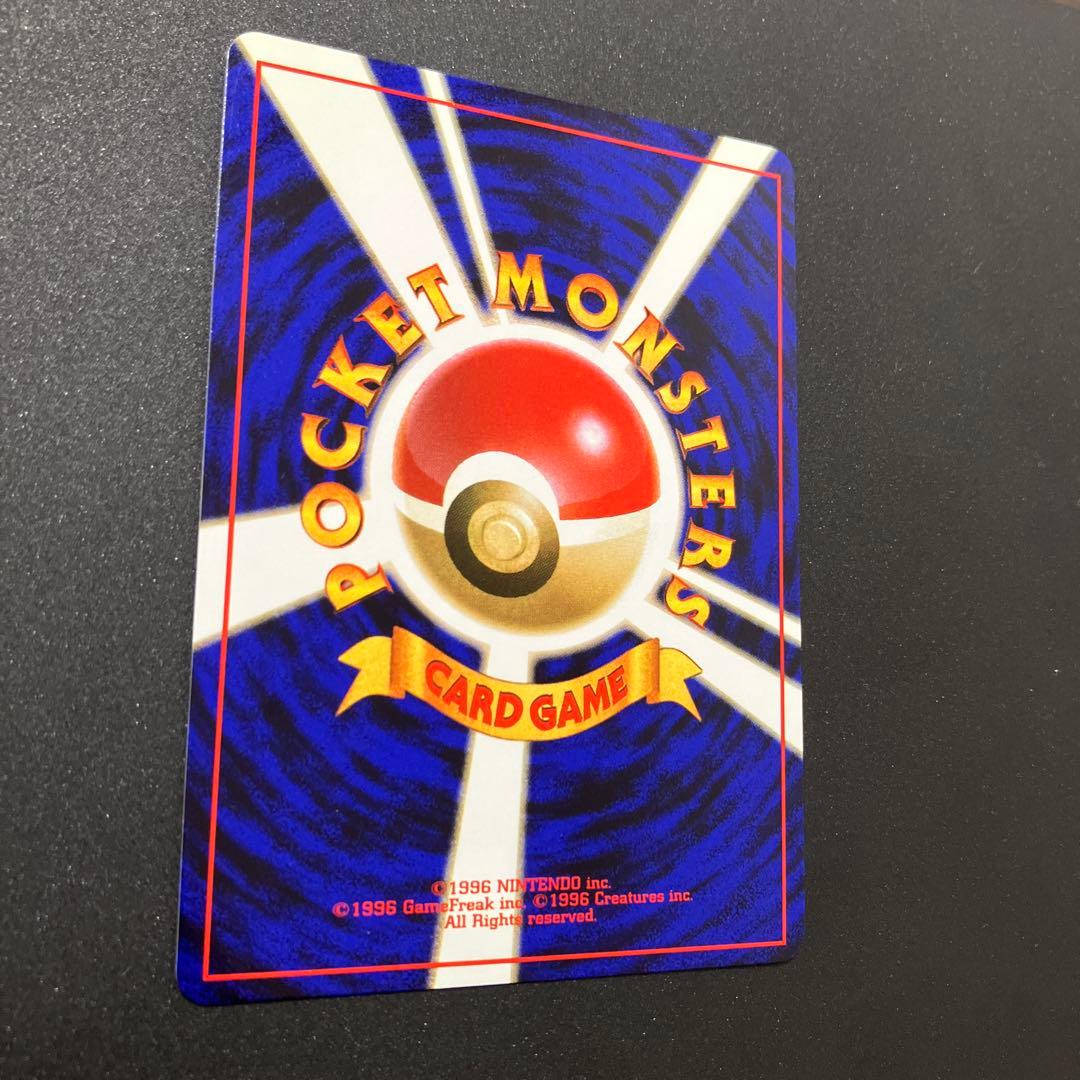 POCKET MONSTERS
CARD GAME
©1996 NINTENDO inc.
©1996 GameFreak inc. ©1996 Creatures inc.
All Rights reserved.